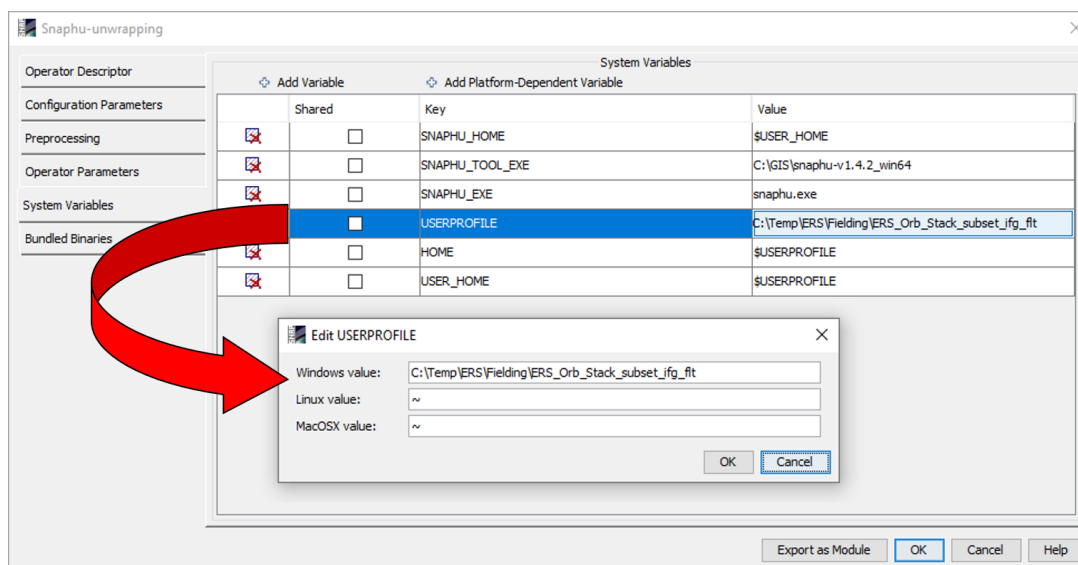 Snaphu-unwrapping
Operator Descriptor
Configuration Parameters
Preprocessing
Operator Parameters
System Variables
Bundled Binaries
System Variables
Add Variable Add Platform-Dependent Variable
Shared Key Value
SNAPHU_HOME $USER_HOME
SNAPHU_TOOL_EXE C:\GIS\snaphu-v1.4.2_win64
SNAPHU_EXE snaphu.exe
USERPROFILE C:\Temp\ERS\Fielding\ERS_Orb_Stack_subset_ifg_flt
HOME $USERPROFILE
USER_HOME $USERPROFILE
Edit USERPROFILE
Windows value: C:\Temp\ERS\Fielding\ERS_Orb_Stack_subset_ifg_flt
Linux value: ~
MacOSX value: ~
OK Cancel
Export as Module OK Cancel Help